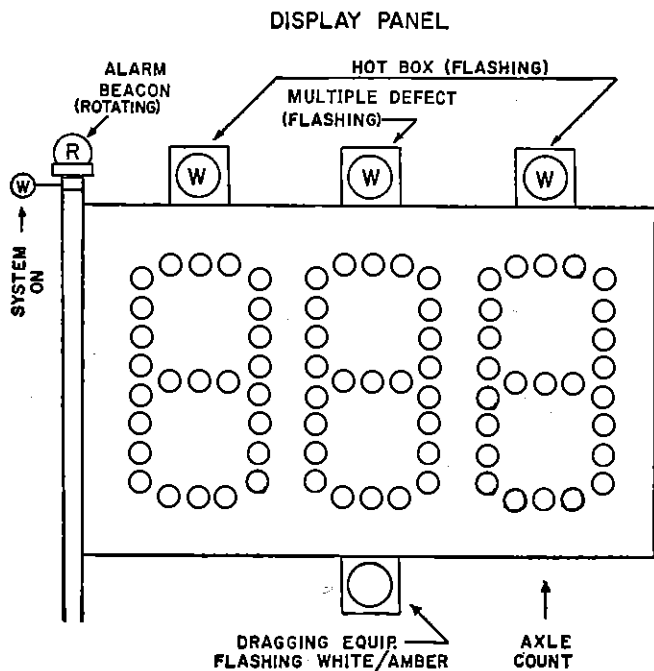 DISPLAY PANEL
ALARM
BEACON
(ROTATING)
HOT BOX (FLASHING)
MULTIPLE DEFECT
(FLASHING)
R
W
W
W
W
SYSTEM
ON
DRAGGING EQUIP.
FLASHING WHITE/AMBER
AXLE
COUNT